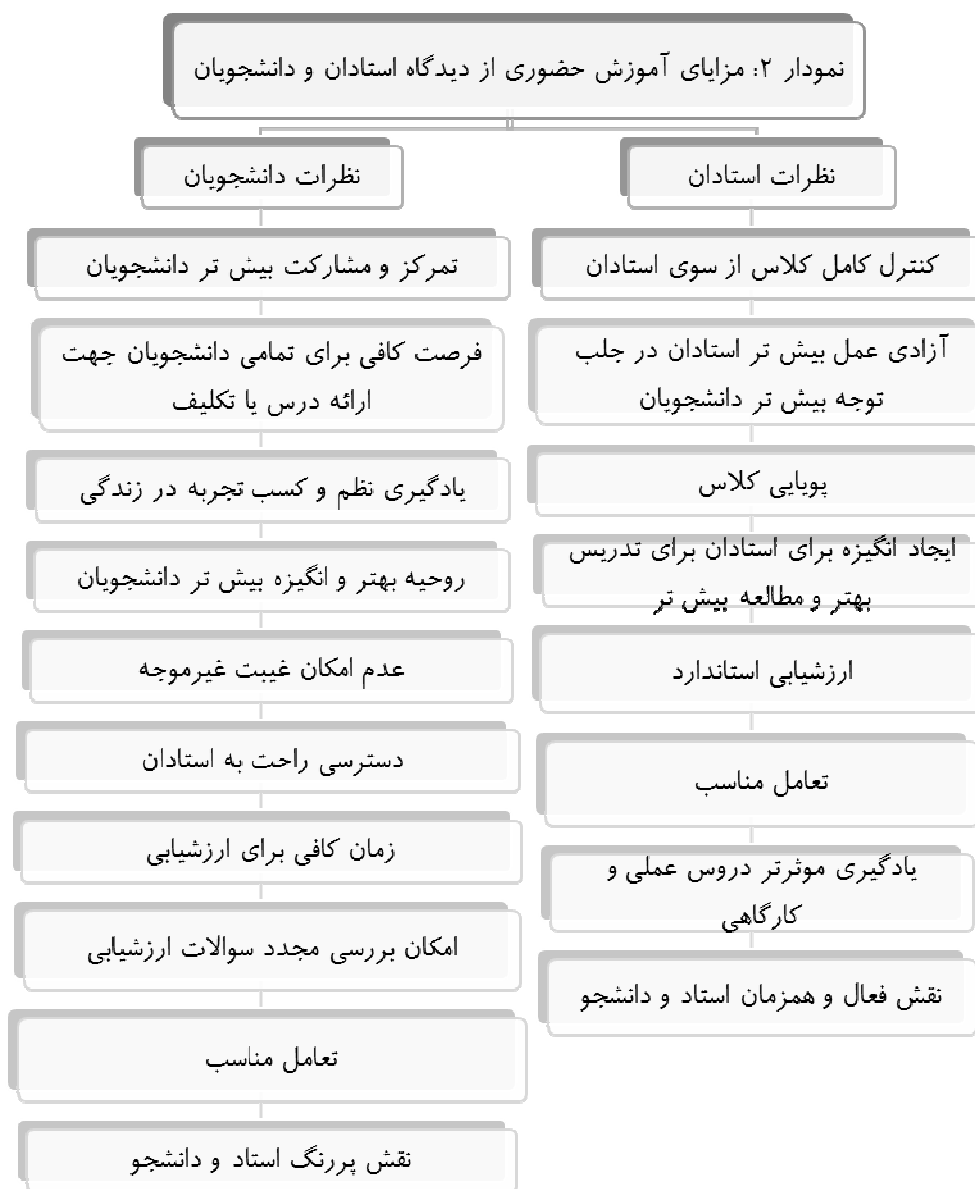 نمودار ۲: مزایای آموزش حضوری از دیدگاه استادان و دانشجویان
نظرات استادان
کنترل کامل کلاس از سوی استادان
آزادی عمل بیش تر استادان در جلب
توجه بیش تر دانشجویان
پویایی کلاس
ایجاد انگیزه برای استادان برای تدریس
بهتر و مطالعه بیش تر
ارزشیابی استاندارد
تعامل مناسب
یادگیری موثرتر دروس عملی و
کارگاهی
نقش فعال و همزمان استاد و دانشجو
نظرات دانشجویان
تمرکز و مشارکت بیش تر دانشجویان
فرصت کافی برای تمامی دانشجویان جهت
ارائه درس یا تکلیف
یادگیری نظم و کسب تجربه در زندگی
روحیه بهتر و انگیزه بیش تر دانشجویان
عدم امکان غیبت غیرموجه
دسترسی راحت به استادان
زمان کافی برای ارزشیابی
امکان بررسی مجدد سوالات ارزشیابی
تعامل مناسب
نقش پررنگ استاد و دانشجو